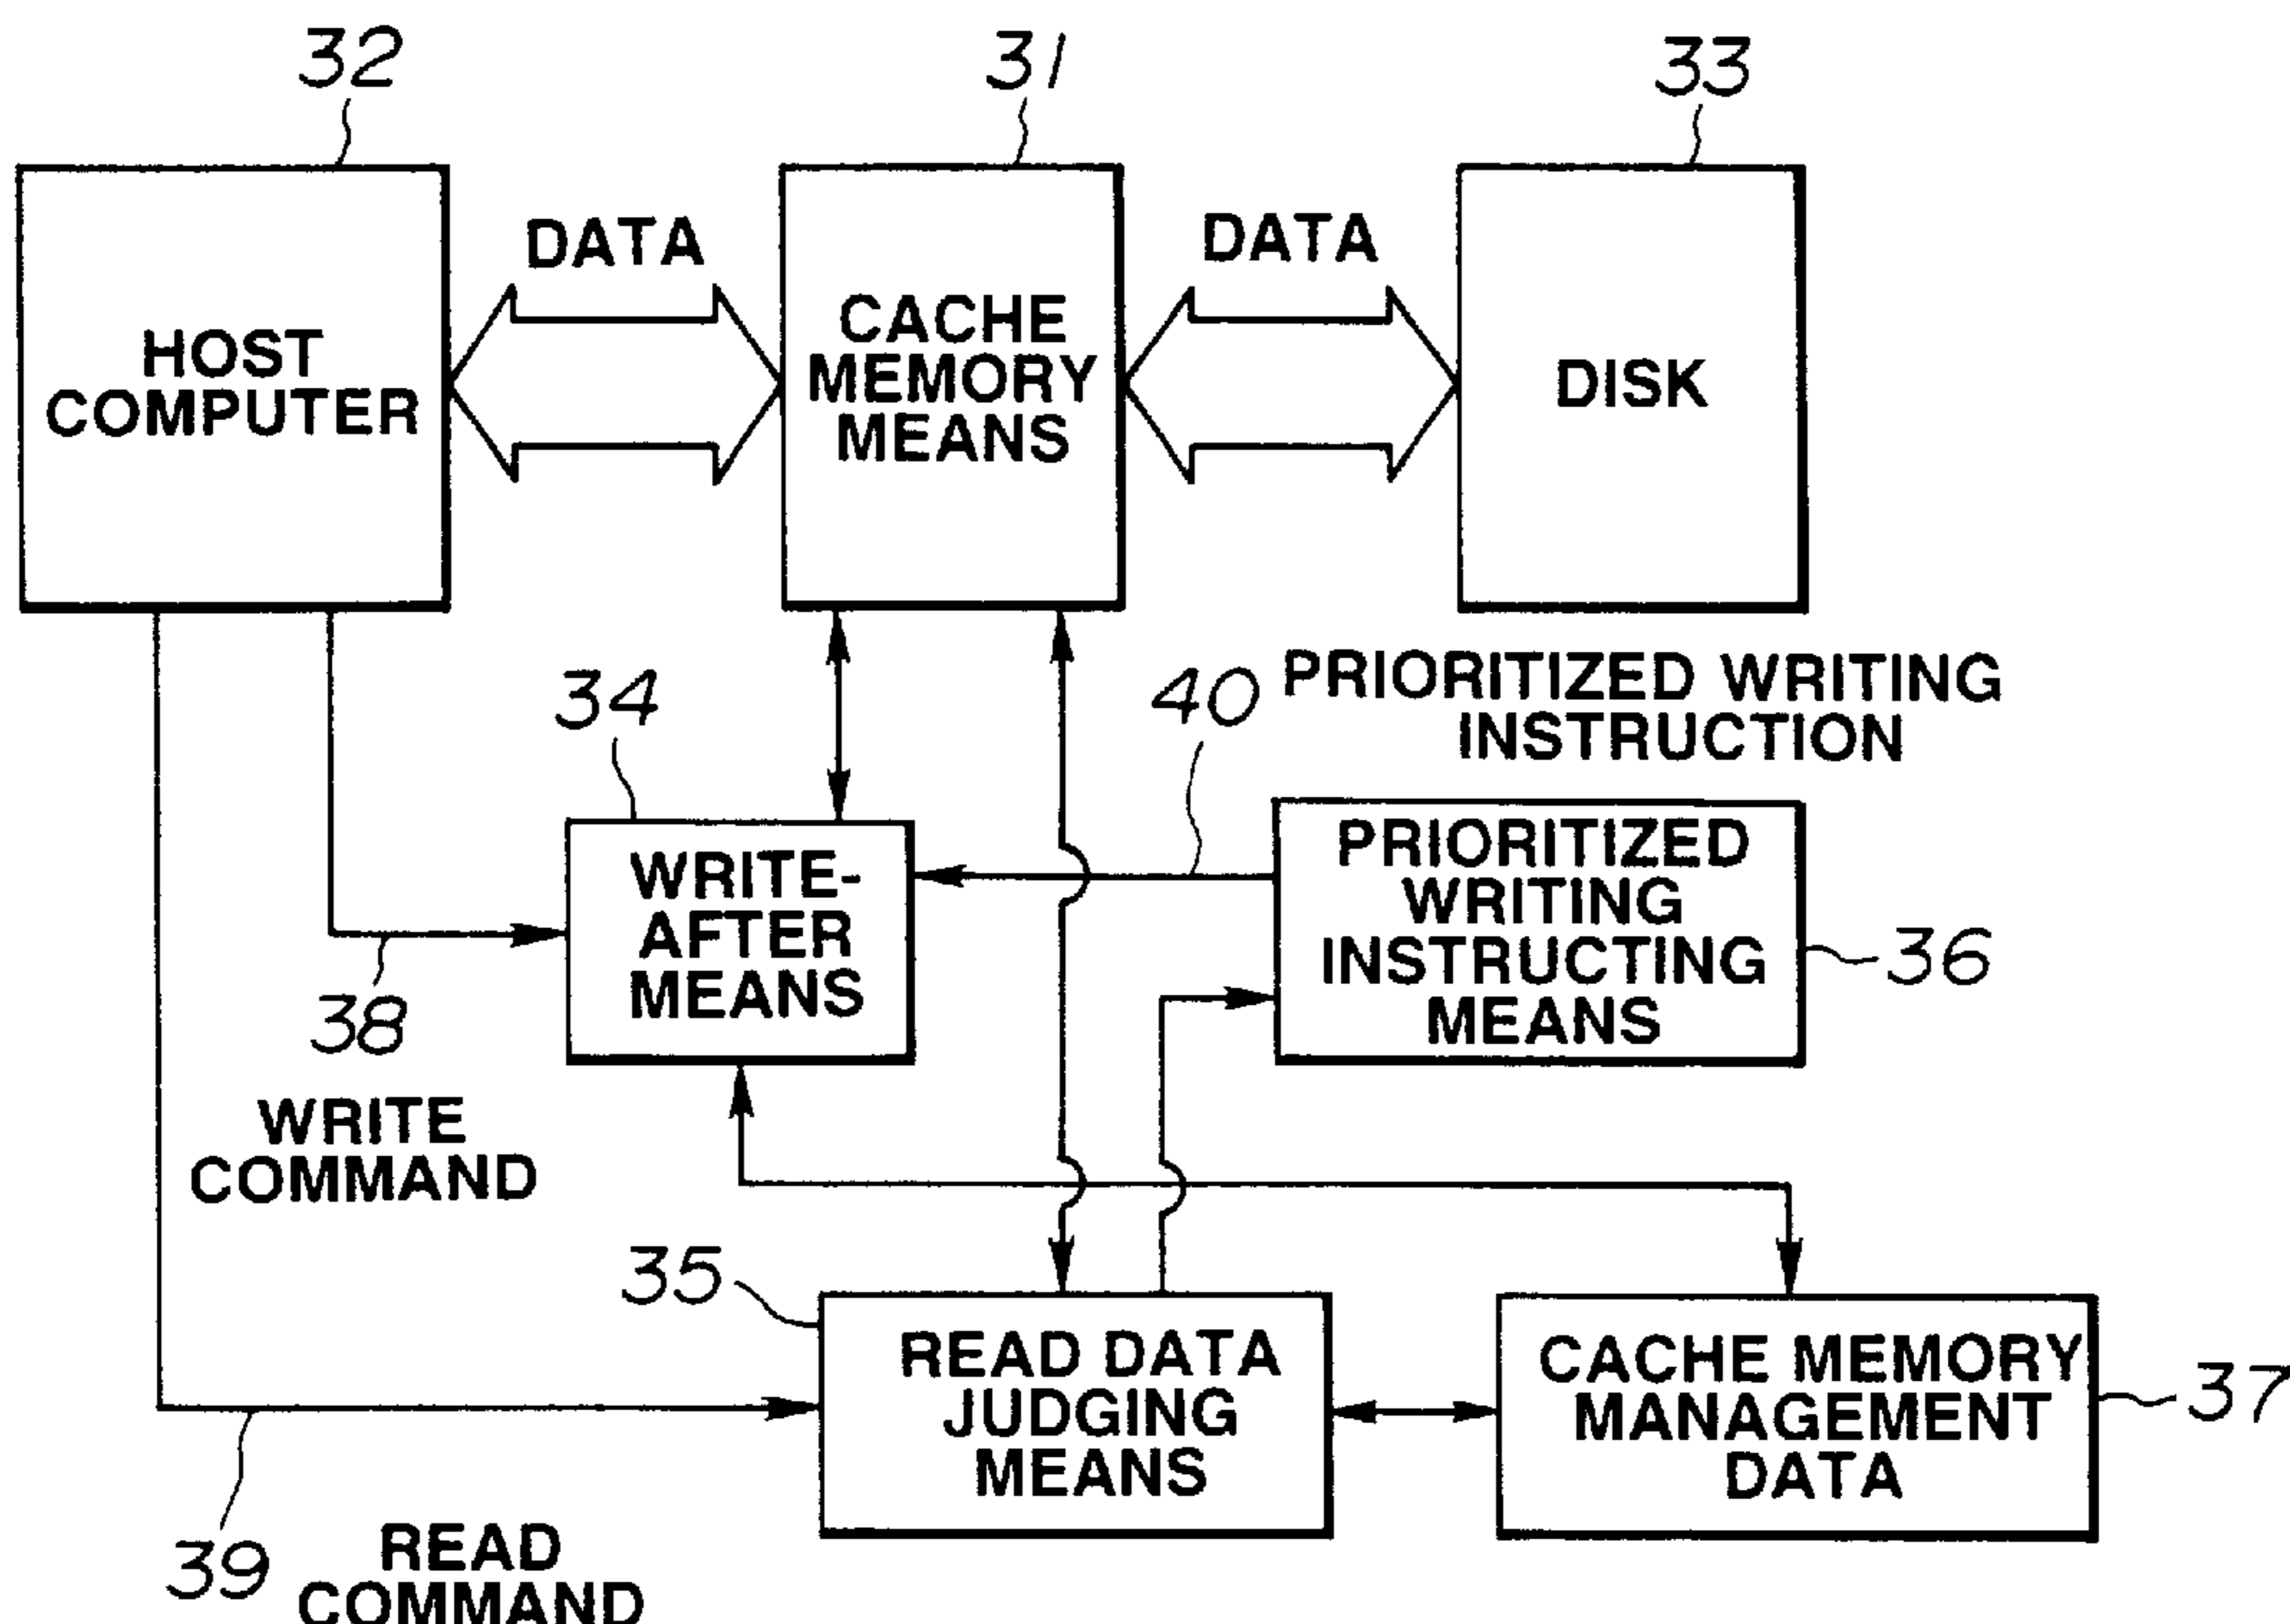 32
31
33
HOST
COMPUTER
DATA
CACHE
MEMORY
MEANS
DATA
DISK
34
40
PRIORITIZED WRITING
INSTRUCTION
WRITE-
AFTER
MEANS
PRIORITIZED
WRITING
INSTRUCTING
MEANS
36
38
WRITE
COMMAND
35
READ DATA
JUDGING
MEANS
CACHE MEMORY
MANAGEMENT
DATA
37
39
READ
COMMAND